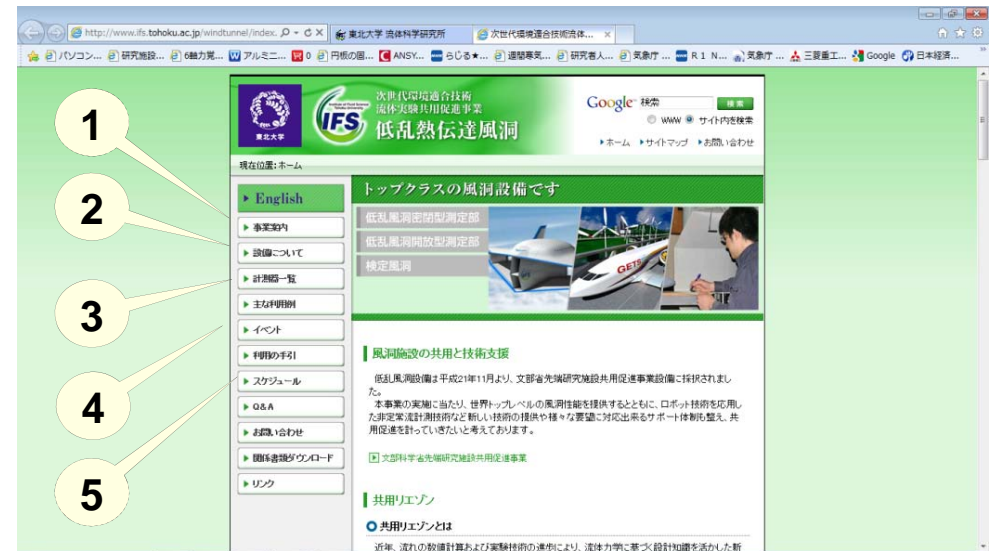 http://www.ifs.tohoku.ac.jp/windtunnel/index.
東北大学 流体科学研究所
次世代環境適合技術流体...
パソコン...
研究施設...
6軸力覚...
アルミニ...
0
円板の固...
ANSY...
らじる★...
週間寒気...
研究者人...
気象庁 ...
R 1 N...
気象庁 ...
三菱重工...
Google
日本経済...
東北大学
IFS
次世代環境適合技術
流体実験共用促進事業
低乱熱伝達風洞
Google 検索
検 索
WWW サイト内を検索
ホーム サイトマップ お問い合わせ
現在位置:ホーム
English
事業案内
設備について
計測器一覧
主な利用例
イベント
利用の手引
スケジュール
Q&A
お問い合わせ
関係書類ダウンロード
リンク
1
2
3
4
5
トップクラスの風洞設備です
低乱風洞密閉型測定部
低乱風洞開放型測定部
検定風洞
GETS
風洞施設の共用と技術支援
低乱風洞設備は平成21年11月より、文部省先端研究施設共用促進事業設備に採択されまし
た。
本事業の実施に当たり、世界トップレベルの風洞性能を提供するとともに、ロボット技術を応用し
た非定常流計測技術など新しい技術の提供や様々な要望に対応出来るサポート体制も整え、共
用促進を計っていきたいと考えております。
文部科学省先端研究施設共用促進事業
共用リエゾン
共用リエゾンとは
近年、流れの数値計算および実験技術の進歩により、流体力学に基づく設計知識を活かした新